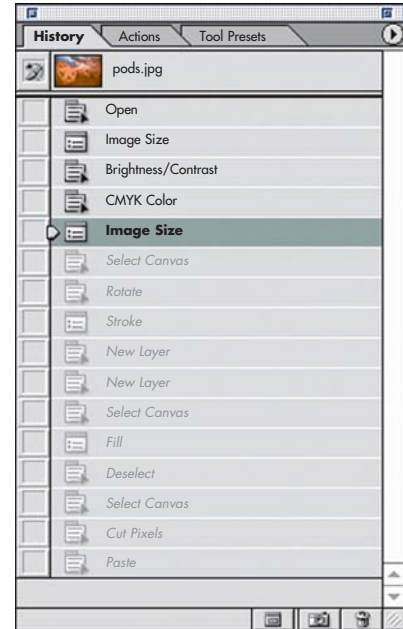 History Actions Tool Presets
pods.jpg
Open
Image Size
Brightness/Contrast
CMYK Color
Image Size
Select Canvas
Rotate
Stroke
New Layer
New Layer
Select Canvas
Fill
Deselect
Select Canvas
Cut Pixels
Paste